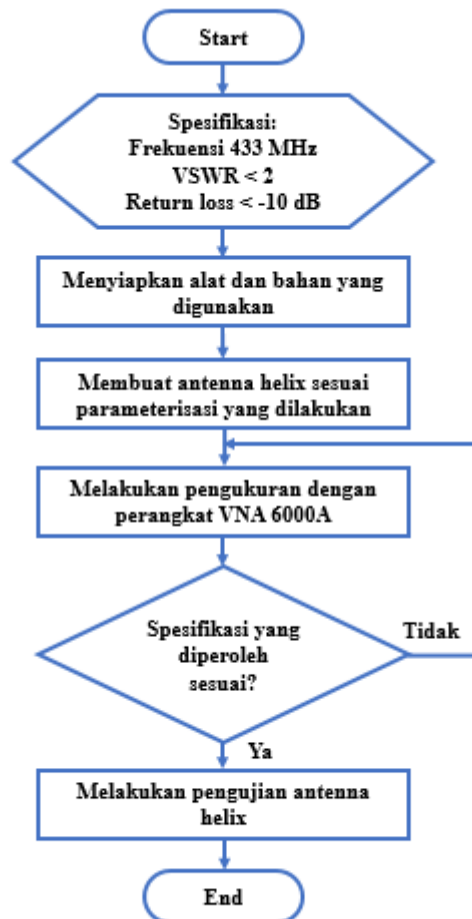 Start
Spesifikasi:
Frekuensi 433 MHz
VSWR < 2
Return loss < -10 dB
Menyiapkan alat dan bahan yang
digunakan
Membuat antenna helix sesuai
parameterisasi yang dilakukan
Melakukan pengukuran dengan
perangkat VNA 6000A
Spesifikasi yang
diperoleh
sesuai?
Tidak
Ya
Melakukan pengujian antenna
helix
End